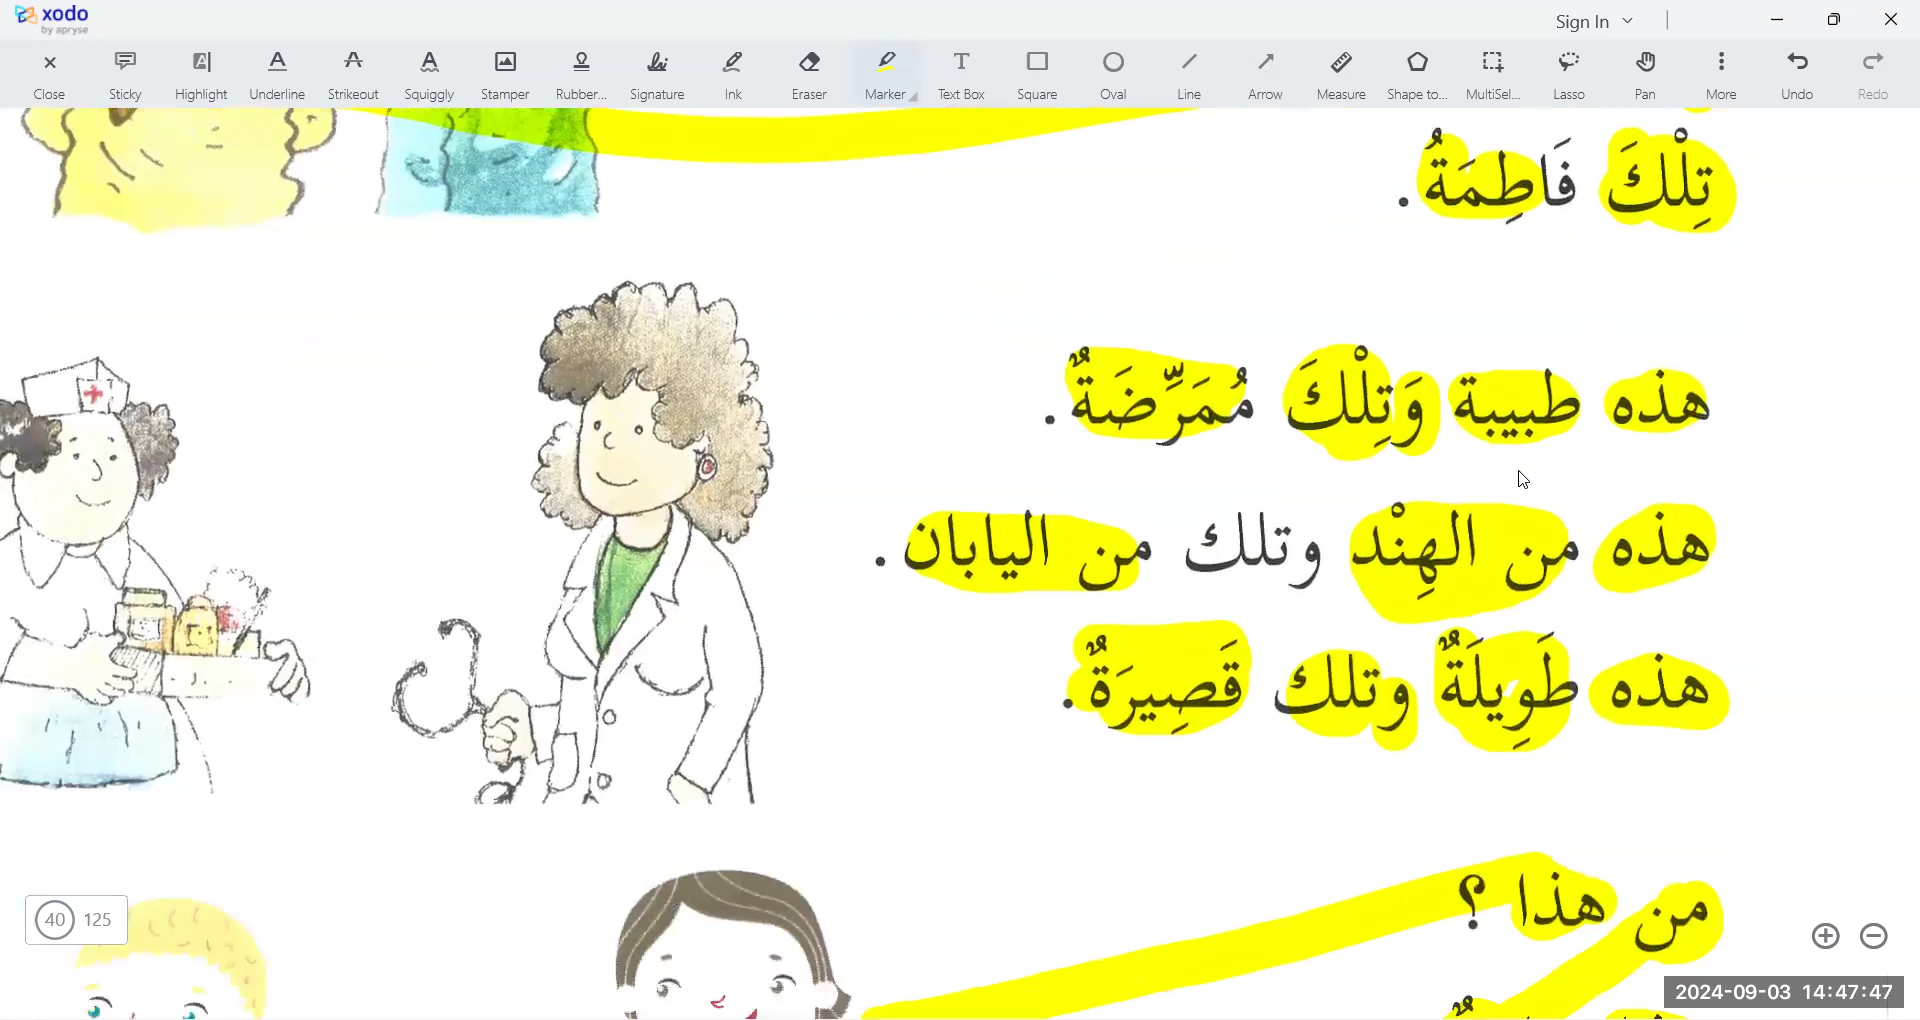 xodo
by apryse
Sign In
Close Sticky Highlight Underline Strikeout Squiggly Stamper Rubber... Signature Ink Eraser Marker Text Box Square Oval Line Arrow Measure Shape to... MultiSel... Lasso Pan More Undo Redo
تِلْكَ فَاطِمَةُ .
هذه طبيبة وَتِلْكَ مُمَرِّضَةٌ .
هذه من الهِنْد وتلك من اليابان .
هذه طَوِيلَةٌ وتلك قَصِيرَةٌ .
من هذا ؟
40 125
2024-09-03 14:47:47